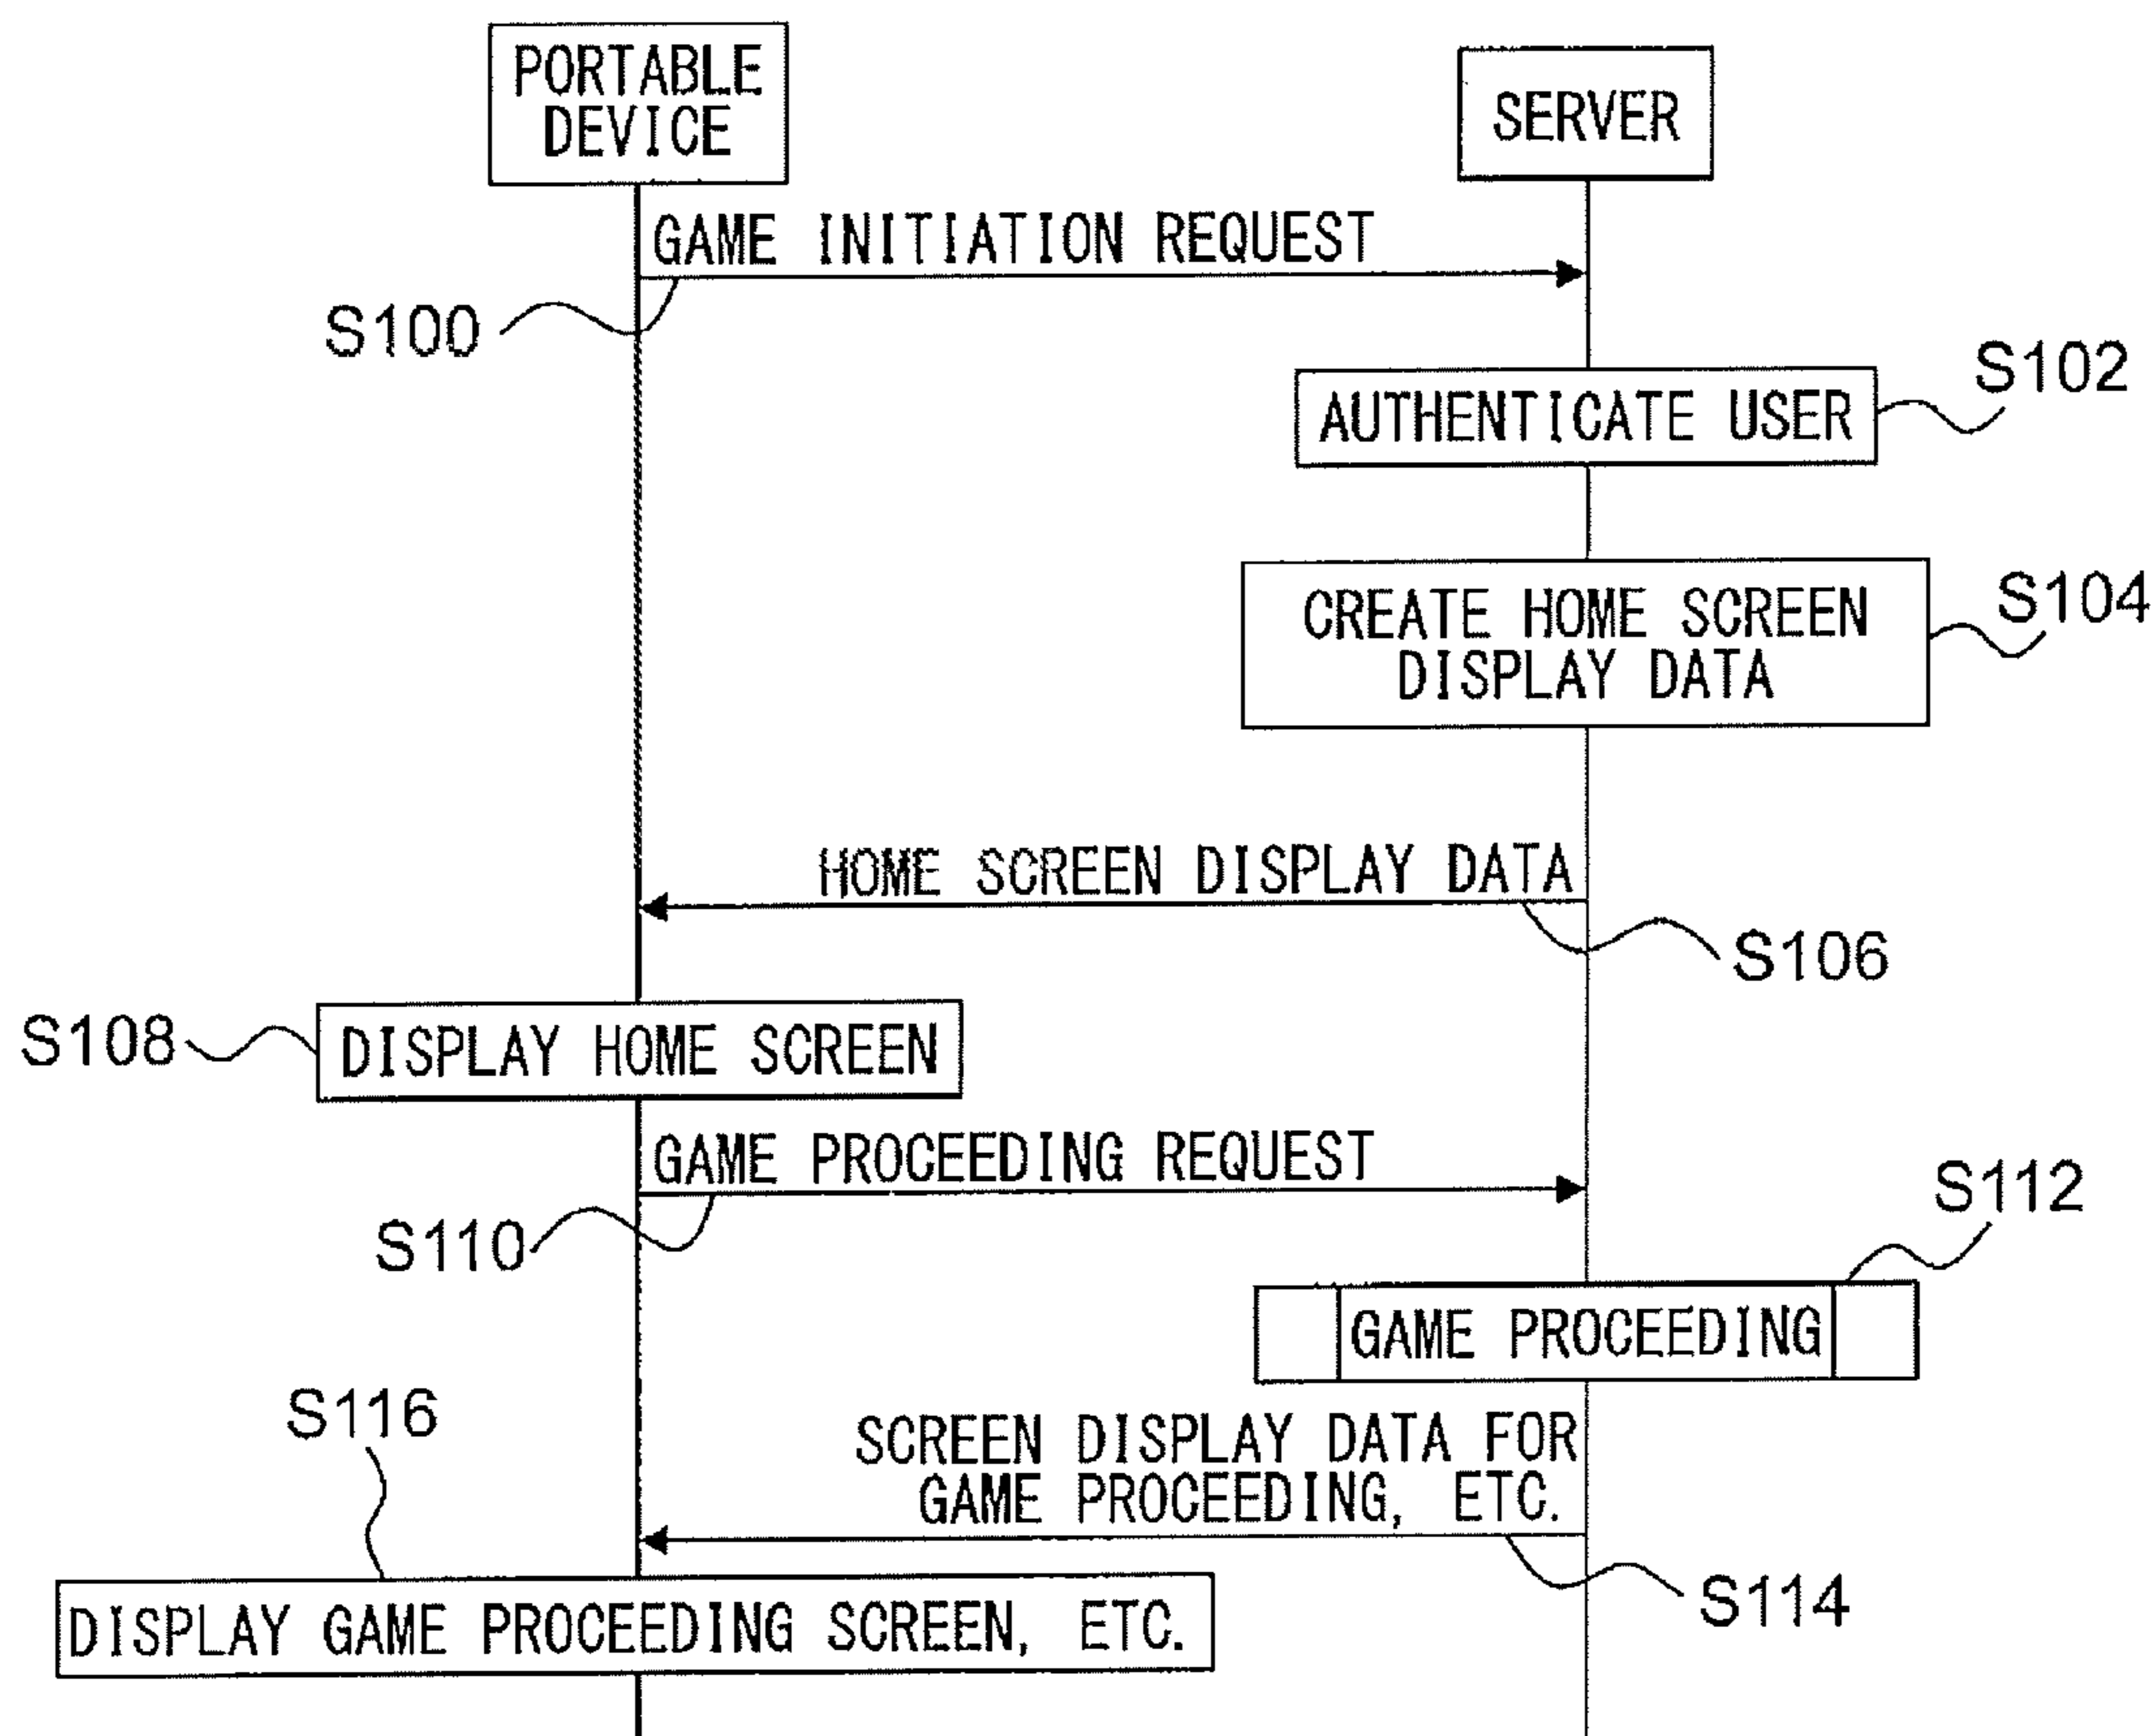 PORTABLE
DEVICE
SERVER
GAME INITIATION REQUEST
S100
S102
AUTHENTICATE USER
S104
CREATE HOME SCREEN
DISPLAY DATA
HOME SCREEN DISPLAY DATA
S106
S108
DISPLAY HOME SCREEN
GAME PROCEEDING REQUEST
S110
S112
GAME PROCEEDING
S116
SCREEN DISPLAY DATA FOR
GAME PROCEEDING, ETC.
S114
DISPLAY GAME PROCEEDING SCREEN, ETC.